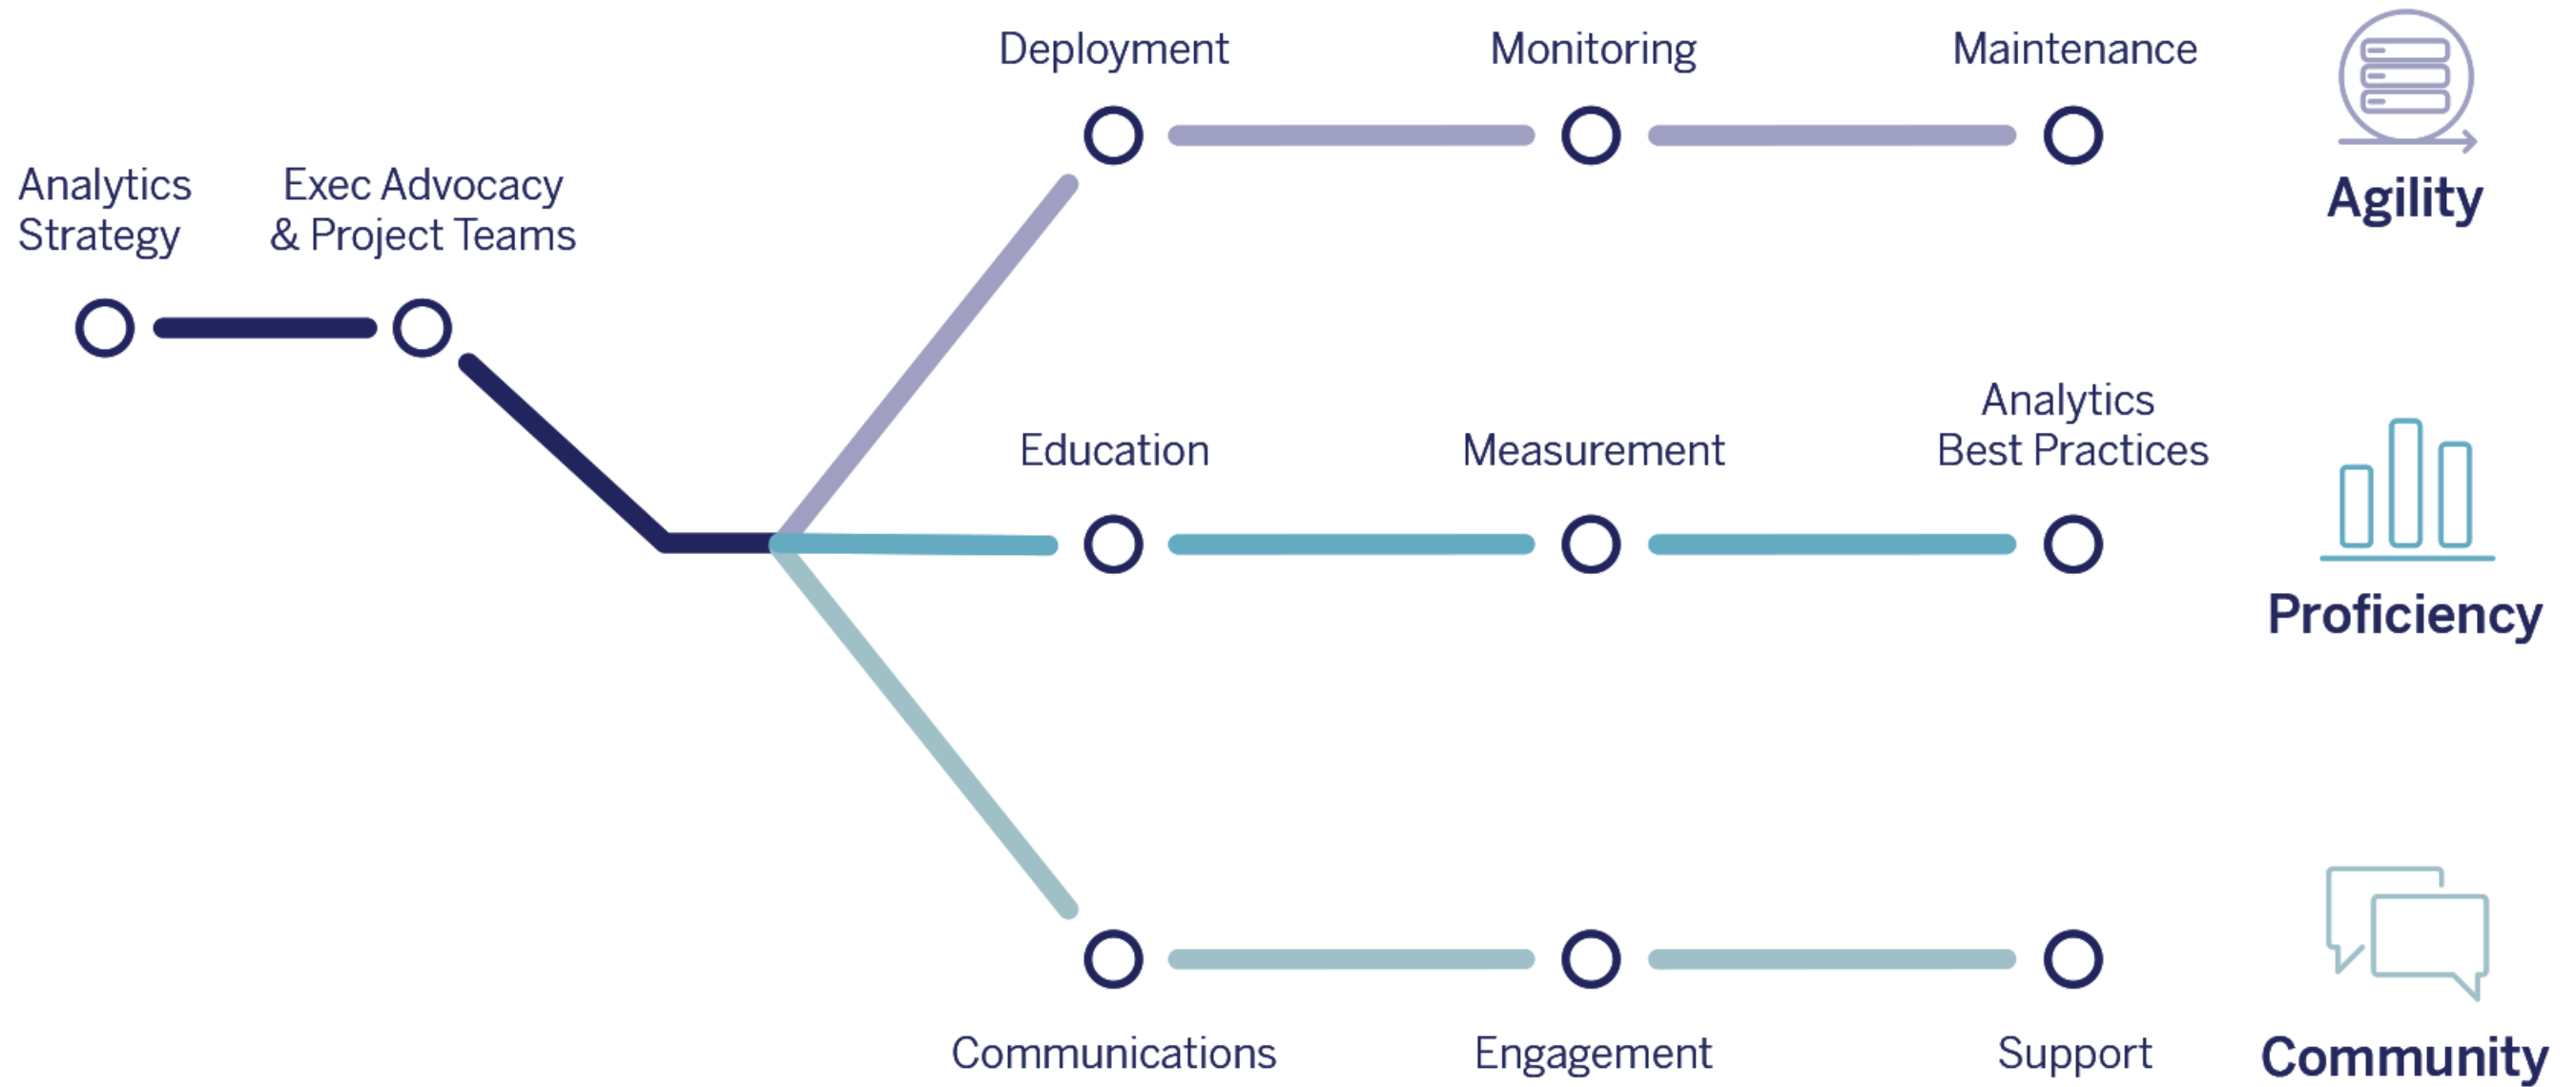 Deployment
Monitoring
Maintenance
Agility
Analytics
Strategy
Exec Advocacy
& Project Teams
Education
Measurement
Analytics
Best Practices
Proficiency
Communications
Engagement
Support
Community